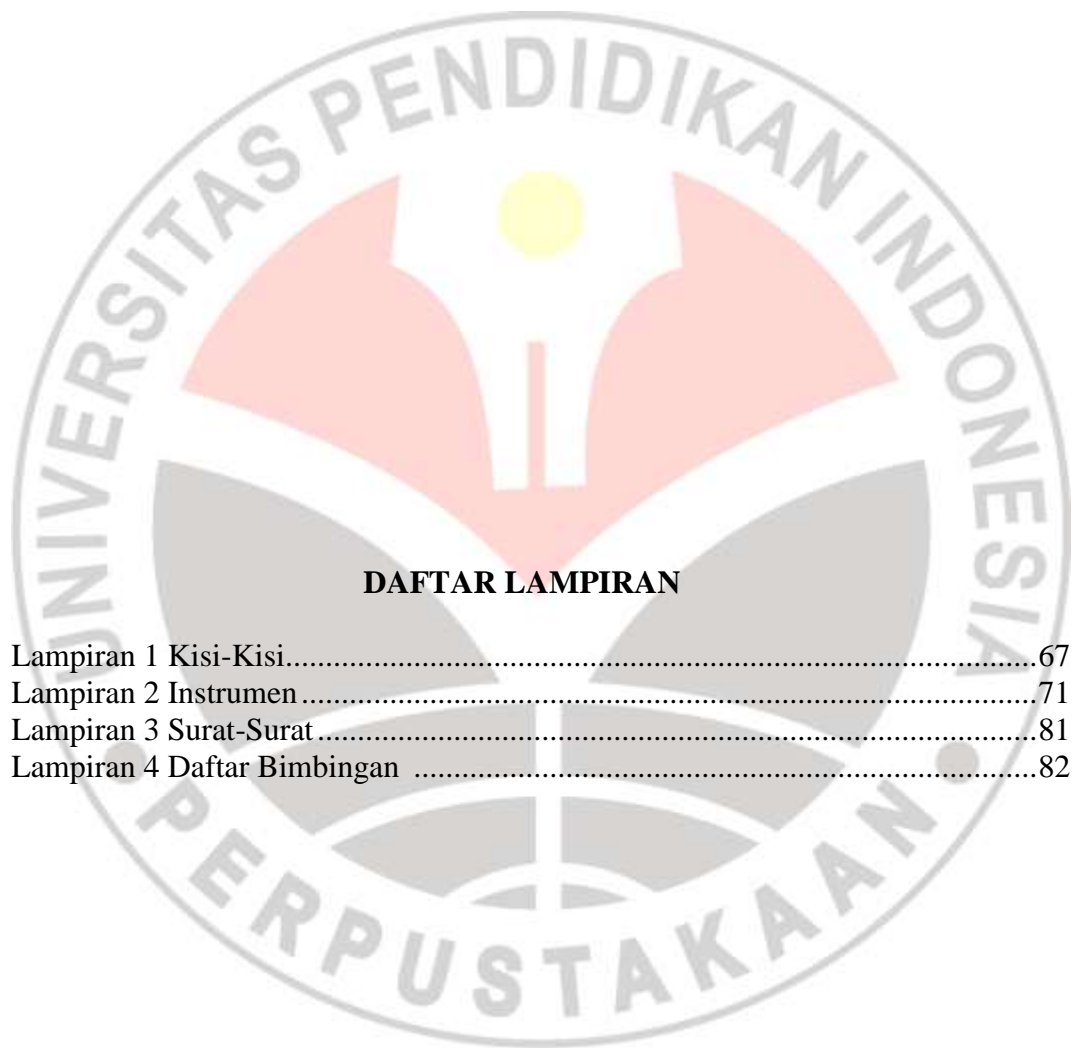 UNIVERSITAS PENDIDIKAN INDONESIA
DAFTAR LAMPIRAN
Lampiran 1 Kisi-Kisi............................................................................................67
Lampiran 2 Instrumen..........................................................................................71
Lampiran 3 Surat-Surat........................................................................................81
Lampiran 4 Daftar Bimbingan .............................................................................82
PERPUSTAKAAN